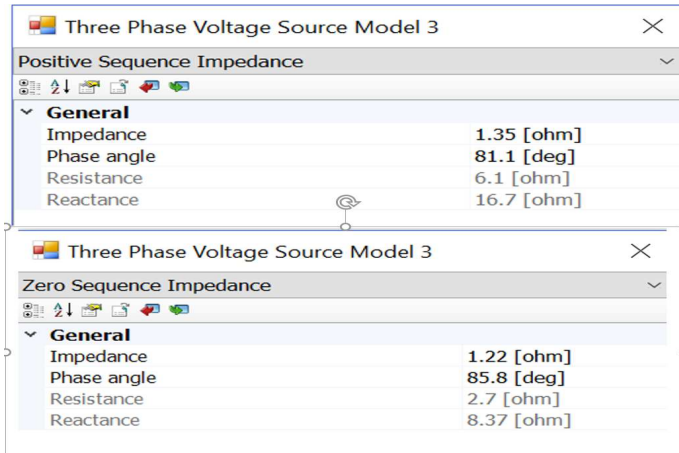 Three Phase Voltage Source Model 3
Positive Sequence Impedance
General
Impedance 1.35 [ohm]
Phase angle 81.1 [deg]
Resistance 6.1 [ohm]
Reactance 16.7 [ohm]
Three Phase Voltage Source Model 3
Zero Sequence Impedance
General
Impedance 1.22 [ohm]
Phase angle 85.8 [deg]
Resistance 2.7 [ohm]
Reactance 8.37 [ohm]